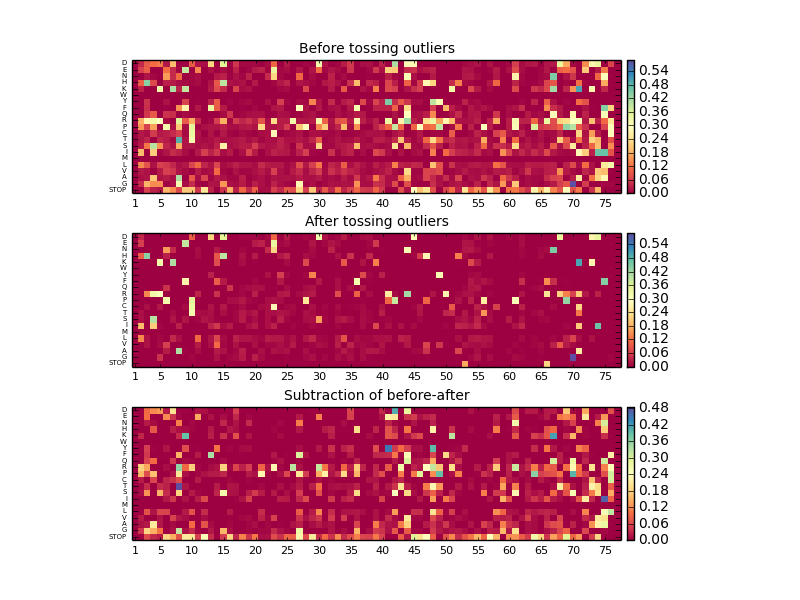 Before tossing outliers
D
E
N
H
K
W
Y
F
Q
R
P
C
T
S
I
M
L
V
A
G
STOP
1 5 10 15 20 25 30 35 40 45 50 55 60 65 70 75
0.54
0.48
0.42
0.36
0.30
0.24
0.18
0.12
0.06
0.00
After tossing outliers
D
E
N
H
K
W
Y
F
Q
R
P
C
T
S
I
M
L
V
A
G
STOP
1 5 10 15 20 25 30 35 40 45 50 55 60 65 70 75
0.54
0.48
0.42
0.36
0.30
0.24
0.18
0.12
0.06
0.00
Subtraction of before-after
D
E
N
H
K
W
Y
F
Q
R
P
C
T
S
I
M
L
V
A
G
STOP
1 5 10 15 20 25 30 35 40 45 50 55 60 65 70 75
0.48
0.42
0.36
0.30
0.24
0.18
0.12
0.06
0.00